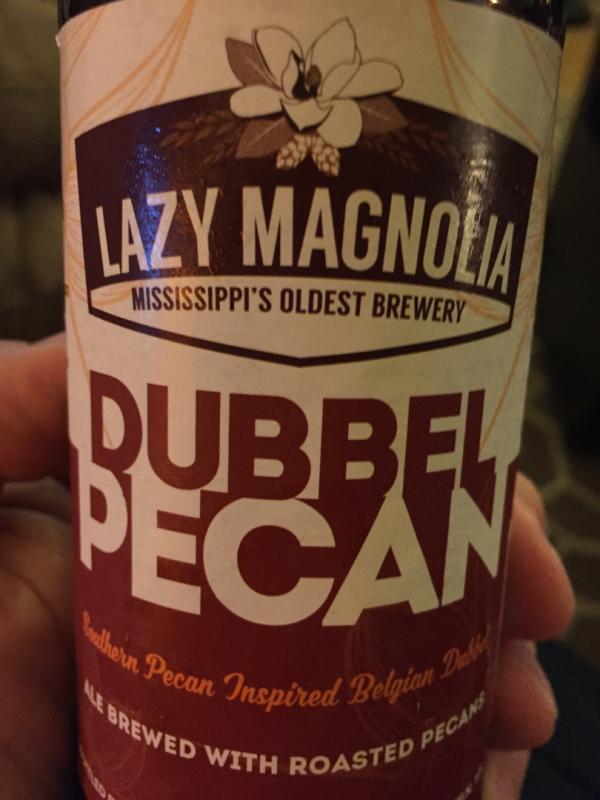 LAZY MAGNOLIA
MISSISSIPPI'S OLDEST BREWERY
DUBBEL
PECAN
Southern Pecan Inspired Belgian Dubbel
ALE BREWED WITH ROASTED PECANS